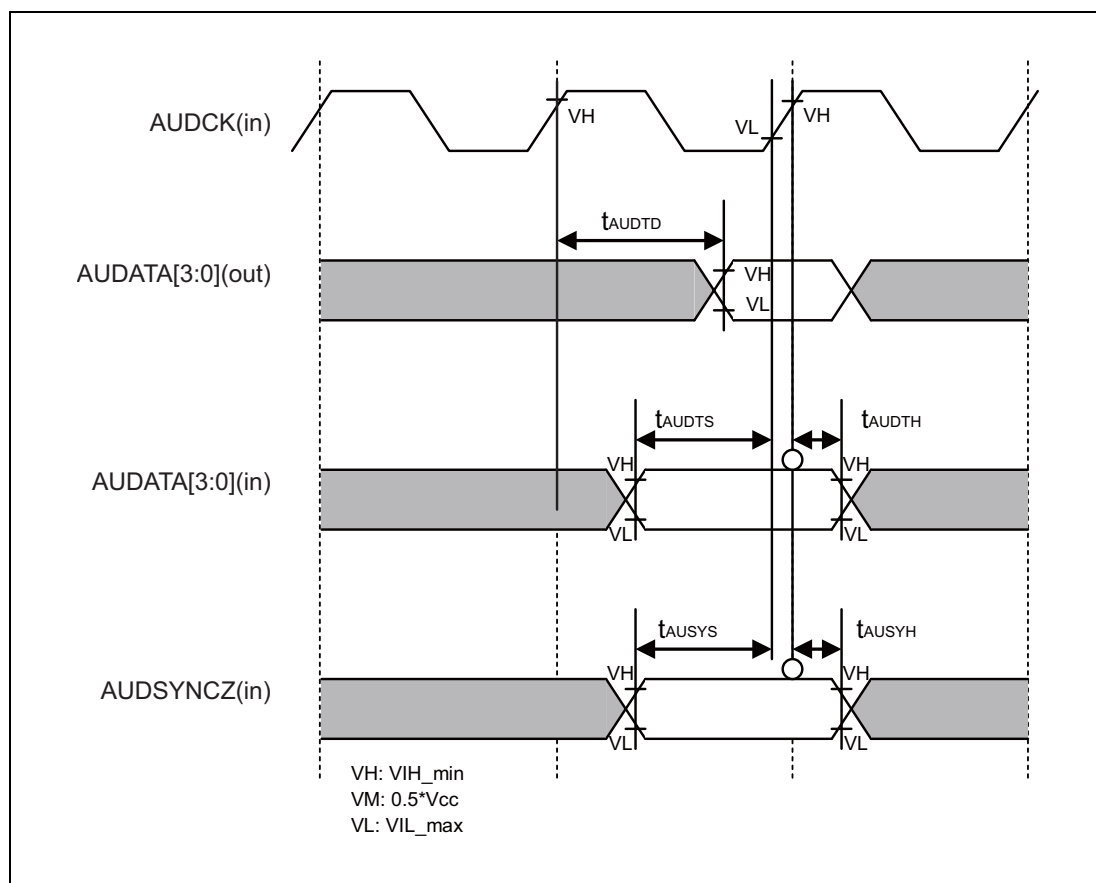 AUDCK(in)
VH
VL
VH
tAUDTD
AUDATA[3:0](out)
VH
VL
tAUDTS
tAUDTH
AUDATA[3:0](in)
VH
VH
VL
VL
tAUSYS
tAUSYH
AUDSYNCZ(in)
VH
VH
VL
VL
VH: VIH_min
VM: 0.5*Vcc
VL: VIL_max